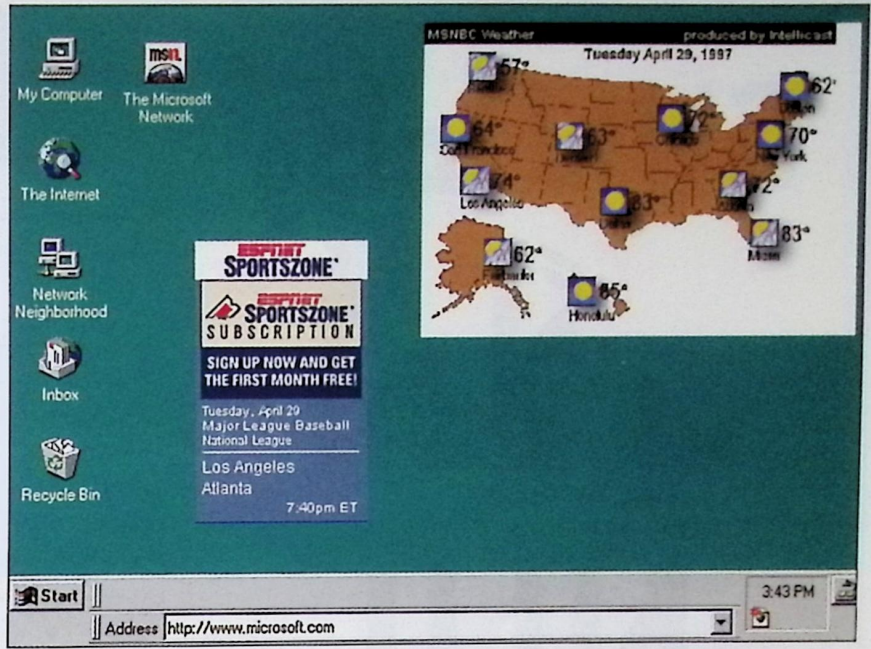 My Computer
msn.
The Microsoft
Network
The Internet
Network
Neighborhood
Inbox
Recycle Bin
MSNBC Weather produced by Intellicast
Tuesday April 29, 1997
57°
62°
64°
San Francisco
63°
72°
Chicago
70°
New York
74°
Los Angeles
83°
72°
83°
Miami
62°
Honolulu
ESPNET
SPORTSZONE
ESPNET
SPORTSZONE
SUBSCRIPTION
SIGN UP NOW AND GET
THE FIRST MONTH FREE!
Tuesday, April 29
Major League Baseball
National League
Los Angeles
Atlanta
7:40pm ET
Start
3:43 PM
Address http://www.microsoft.com